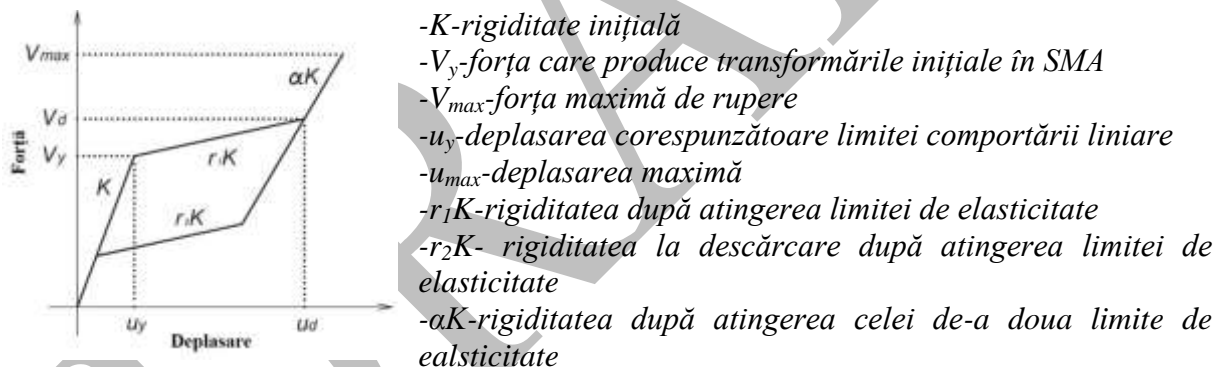 Vmax
αK
Vd
Vy
r₁K
K
r₂K
Forță
uy
ud
Deplasare
-K-rigiditate inițială
-Vy-forța care produce transformările inițiale în SMA
-Vmax-forța maximă de rupere
-uy-deplasarea corespunzătoare limitei comportării liniare
-umax-deplasarea maximă
-r1K-rigiditatea după atingerea limitei de elasticitate
-r2K- rigiditatea la descărcare după atingerea limitei de
elasticitate
-αK-rigiditatea după atingerea celei de-a doua limite de
ealsticitate